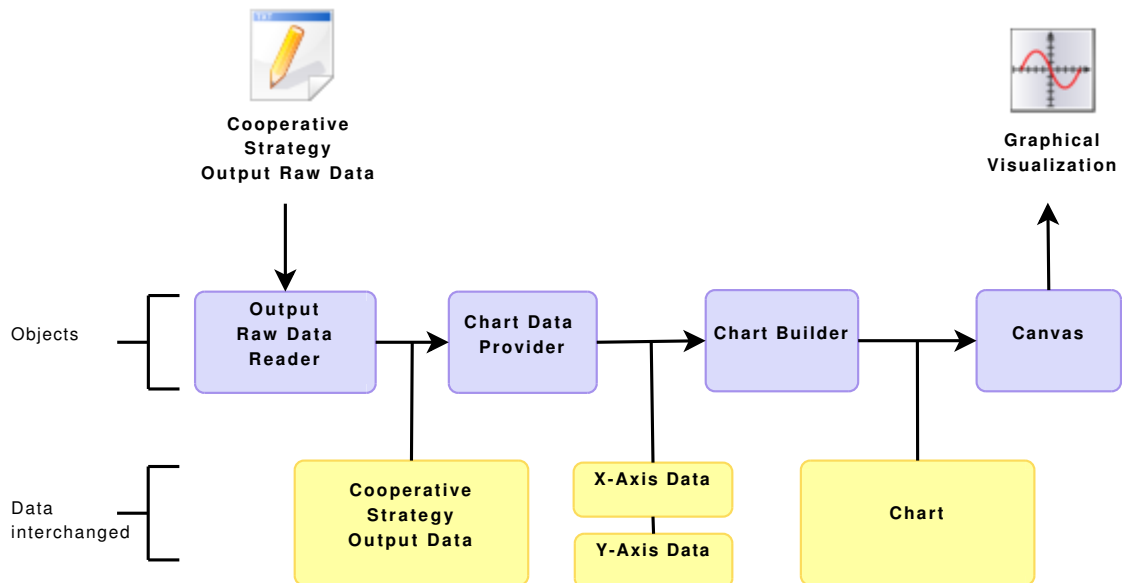 TXT
Cooperative
Strategy
Output Raw Data
Graphical
Visualization
Objects
Output
Raw Data
Reader
Chart Data
Provider
Chart Builder
Canvas
Data
interchanged
Cooperative
Strategy
Output Data
X-Axis Data
Y-Axis Data
Chart